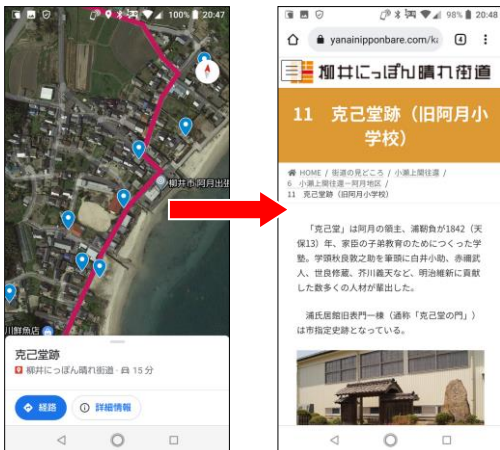 100% 20:47
柳井市 阿月出張
川鮮魚店
克己堂跡
柳井にっぽん晴れ街道・ 15 分
経路
詳細情報
98% 20:48
yanainipponbare.com/ka
4
柳井にっぽん晴れ街道
11 克己堂跡（旧阿月小
学校）
HOME / 街道の見どころ / 小瀬上関往還 /
6 小瀬上関往還－阿月地区 /
11 克己堂跡（旧阿月小学校）
「克己堂」は阿月の領主、浦靭負が1842（天
保13）年、家臣の子弟教育のためにつくった学
塾。学頭秋良敦之助を筆頭に白井小助、赤禰武
人、世良修蔵、芥川義天など、明治維新に貢献
した数多くの人材が輩出した。
浦氏居館旧表門一棟（通称「克己堂の門」）
は市指定史跡となっている。